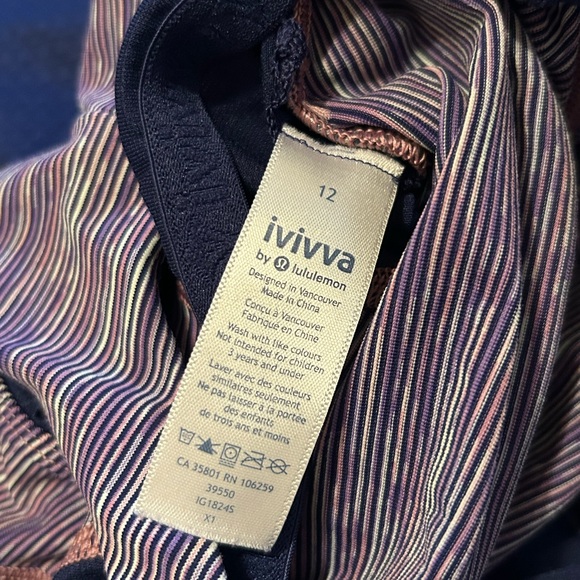 12
ivivva
by lululemon
Designed in Vancouver
Made in China
Conçu à Vancouver
Fabriqué en Chine
Wash with like colours
Not intended for children
3 years and under
Laver avec des couleurs
similaires seulement
Ne pas laisser à la portée
des enfants
de trois ans et moins
CA 35801 RN 106259
39550
IG1824S
X1